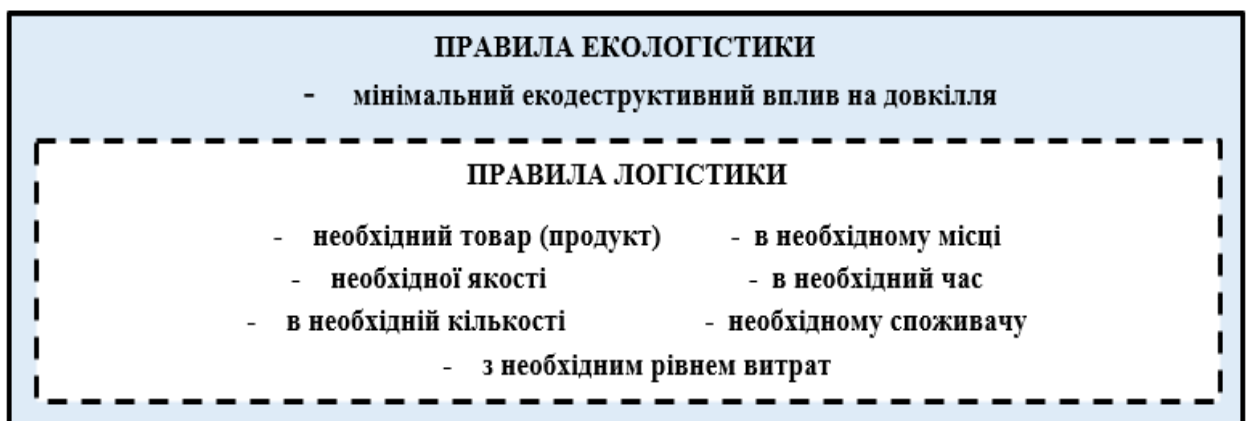 ПРАВИЛА ЕКОЛОГІСТИКИ
- мінімальний екодеструктивний вплив на довкілля
ПРАВИЛА ЛОГІСТИКИ
- необхідний товар (продукт) - в необхідному місці
- необхідної якості - в необхідний час
- в необхідній кількості - необхідному споживачу
- з необхідним рівнем витрат